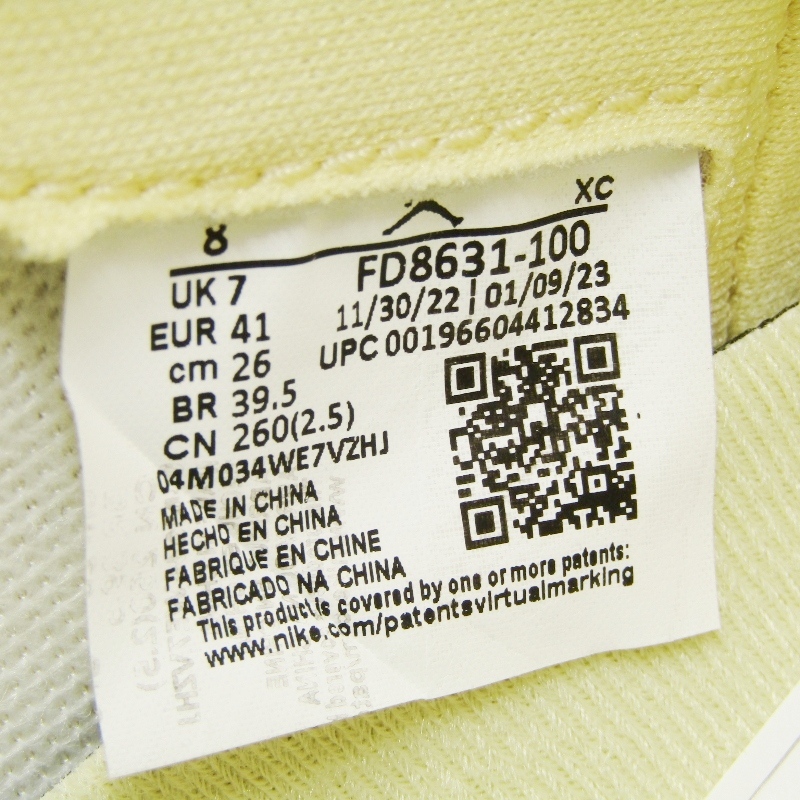 8
XC
UK 7
FD8631-100
EUR 41
11/30/22 | 01/09/23
cm 26
UPC 00196604412834
BR 39.5
CN 260(2.5)
04M034WE7VZHJ
MADE IN CHINA
HECHO EN CHINA
FABRIQUE EN CHINE
FABRICADO NA CHINA
This product is covered by one or more patents:
www.nike.com/patentsvirtualmarking